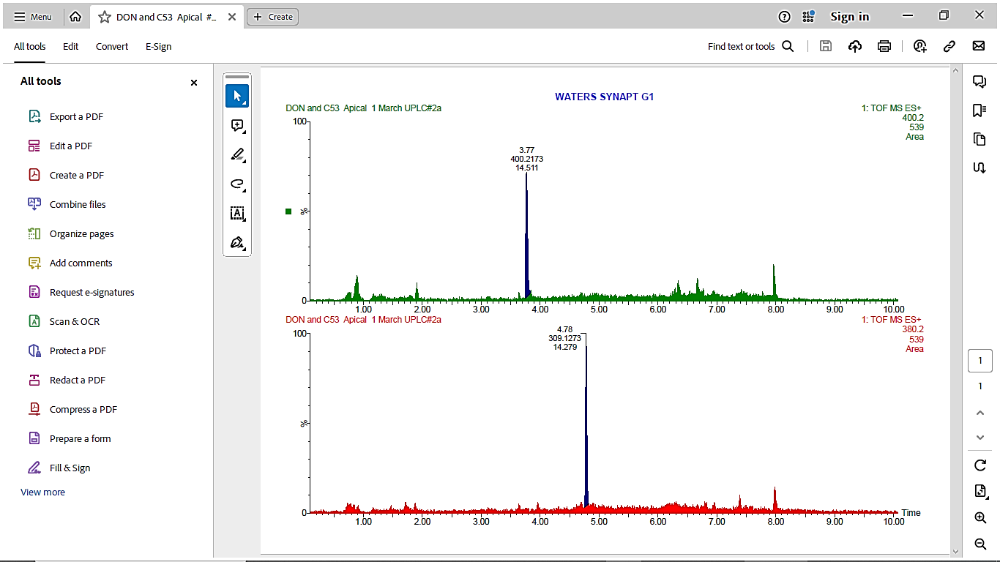 Menu
DON and C53 Apical #...
Create
Sign in
All tools
Edit
Convert
E-Sign
Find text or tools
All tools
Export a PDF
Edit a PDF
Create a PDF
Combine files
Organize pages
Add comments
Request e-signatures
Scan & OCR
Protect a PDF
Redact a PDF
Compress a PDF
Prepare a form
Fill & Sign
View more
WATERS SYNAPT G1
DON and C53 Apical 1 March UPLC#2a
1: TOF MS ES+
400.2
539
Area
100
3.77
400.2173
14.511
%
0
1.00 2.00 3.00 4.00 5.00 6.00 7.00 8.00 9.00 10.00
DON and C53 Apical 1 March UPLC#2a
1: TOF MS ES+
380.2
539
Area
100
4.78
309.1273
14.279
%
0
Time
1.00 2.00 3.00 4.00 5.00 6.00 7.00 8.00 9.00 10.00
1
1